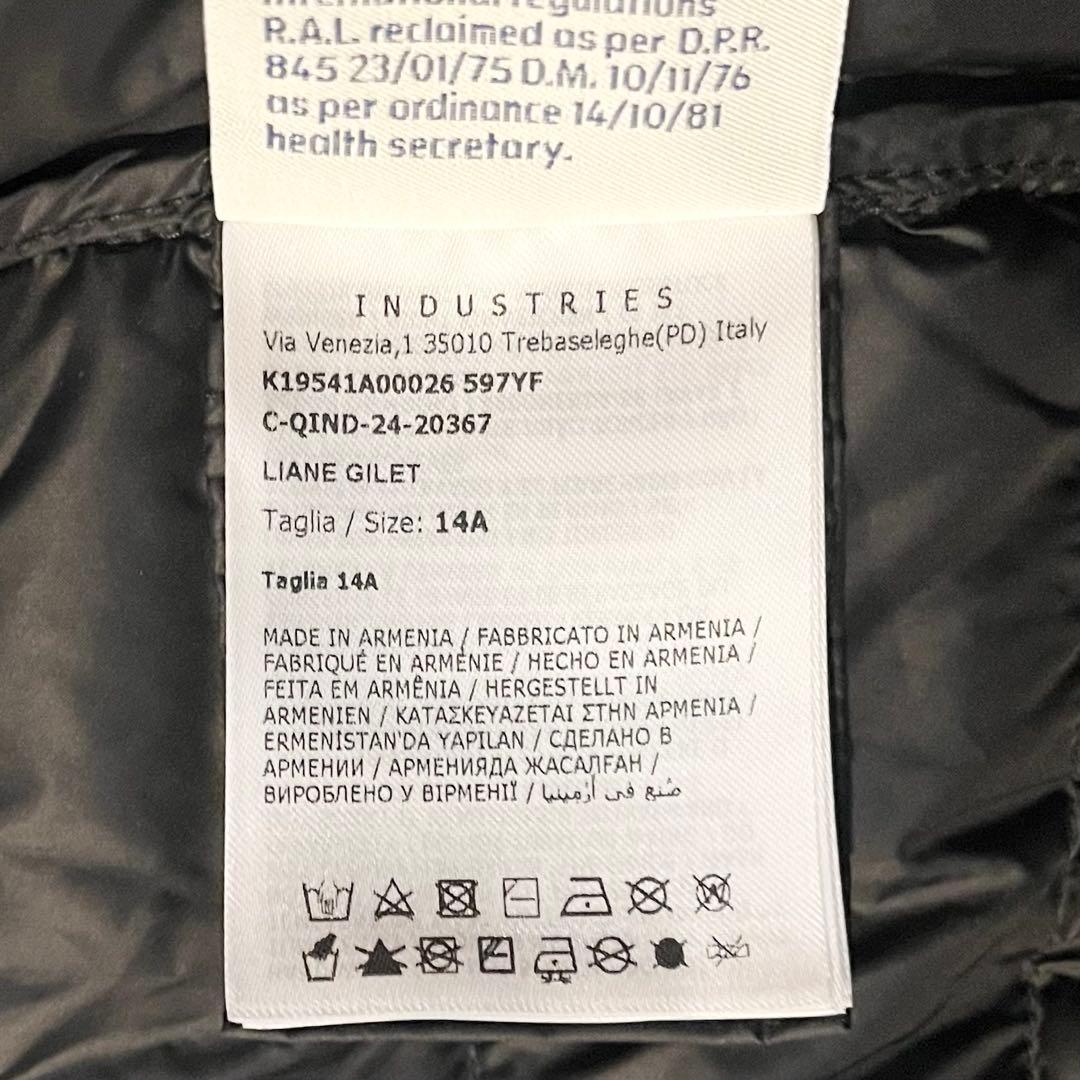 international regulations
R.A.L. reclaimed as per D.P.R.
845 23/01/75 D.M. 10/11/76
as per ordinance 14/10/81
health secretary.
INDUSTRIES
Via Venezia,1 35010 Trebaseleghe(PD) Italy
K19541A00026 597YF
C-QIND-24-20367
LIANE GILET
Taglia / Size: 14A
Taglia 14A
MADE IN ARMENIA / FABBRICATO IN ARMENIA /
FABRIQUÉ EN ARMÉNIE / HECHO EN ARMENIA /
FEITA EM ARMÊNIA / HERGESTELLT IN
ARMENIEN / ΚΑΤΑΣΚΕΥΑΖΕΤΑΙ ΣΤΗΝ ΑΡΜΕΝΙΑ /
ERMENİSTAN'DA YAPILAN / СДЕЛАНО В
АРМЕНИИ / АРМЕНИЯДА ЖАСАЛҒАН /
ВИРОБЛЕНО У ВІРМЕНІЇ / صُنع في أرمينيا